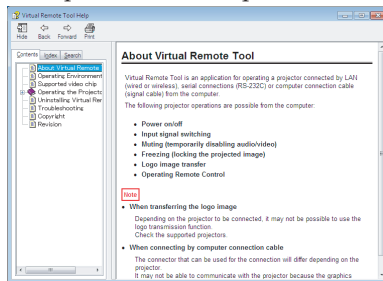 Virtual Remote Tool Help
Hide Back Forward Print
Contents Index Search
About Virtual Remote
Operating Environment
Supported video chip
Operating the Projecto
Uninstalling Virtual Rer
Troubleshooting
Copyright
Revision
About Virtual Remote Tool
Virtual Remote Tool is an application for operating a projector connected by LAN
(wired or wireless), serial connections (RS-232C) or computer connection cable
(signal cable) from the computer.
The following projector operations are possible from the computer:
• Power on/off
• Input signal switching
• Muting (temporarily disabling audio/video)
• Freezing (locking the projected image)
• Logo image transfer
• Operating Remote Control
Note
• When transferring the logo image
Depending on the projector to be connected, it may not be possible to use the
logo transmission function.
Check the supported projectors.
• When connecting by computer connection cable
The connector that can be used for the connection will differ depending on the
projector.
It may not be able to communicate with the projector because the graphics